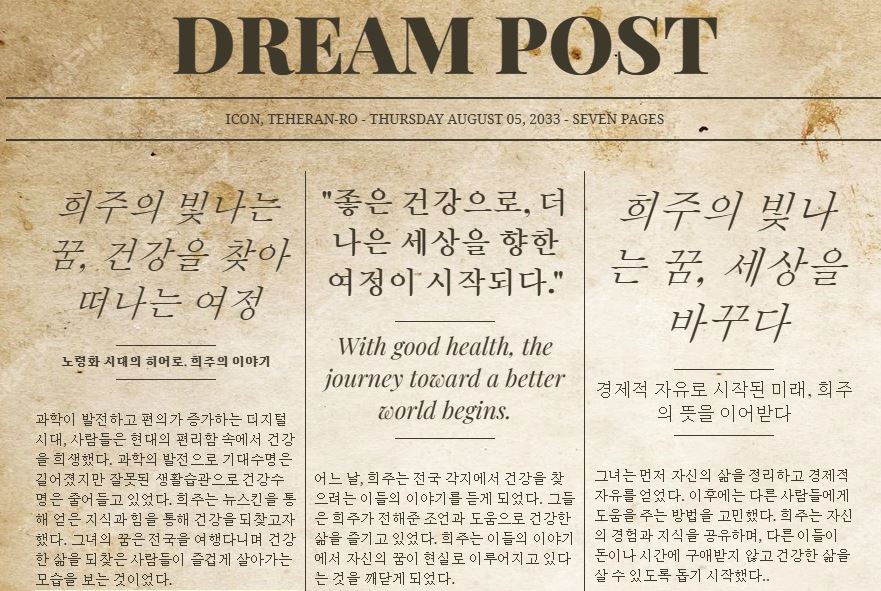 DREAM POST
ICON, TEHERAN-RO - THURSDAY AUGUST 05, 2033 - SEVEN PAGES
희주의 빛나는
꿈, 건강을 찾아
떠나는 여정
노령화 시대의 히어로, 희주의 이야기
과학이 발전하고 편의가 증가하는 디지털
시대, 사람들은 현대의 편리함 속에서 건강
을 희생했다. 과학의 발전으로 기대수명은
길어졌지만 잘못된 생활습관으로 건강수
명은 줄어들고 있었다. 희주는 뉴스킨을 통
해 얻은 지식과 힘을 통해 건강을 되찾고자
했다. 그녀의 꿈은 전국을 여행다니며 건강
한 삶을 되찾은 사람들이 즐겁게 살아가는
모습을 보는 것이었다.
"좋은 건강으로, 더
나은 세상을 향한
여정이 시작되다."
With good health, the
journey toward a better
world begins.
어느 날, 희주는 전국 각지에서 건강을 찾
으려는 이들의 이야기를 듣게 되었다. 그들
은 희주가 전해준 조언과 도움으로 건강한
삶을 즐기고 있었다. 희주는 이들의 이야기
에서 자신의 꿈이 현실로 이루어지고 있다
는 것을 깨닫게 되었다.
희주의 빛나
는 꿈, 세상을
바꾸다
경제적 자유로 시작된 미래, 희주
의 뜻을 이어받다
그녀는 먼저 자신의 삶을 정리하고 경제적
자유를 얻었다. 이후에는 다른 사람들에게
도움을 주는 방법을 고민했다. 희주는 자신
의 경험과 지식을 공유하며, 다른 이들이
돈이나 시간에 구애받지 않고 건강한 삶을
살 수 있도록 돕기 시작했다..